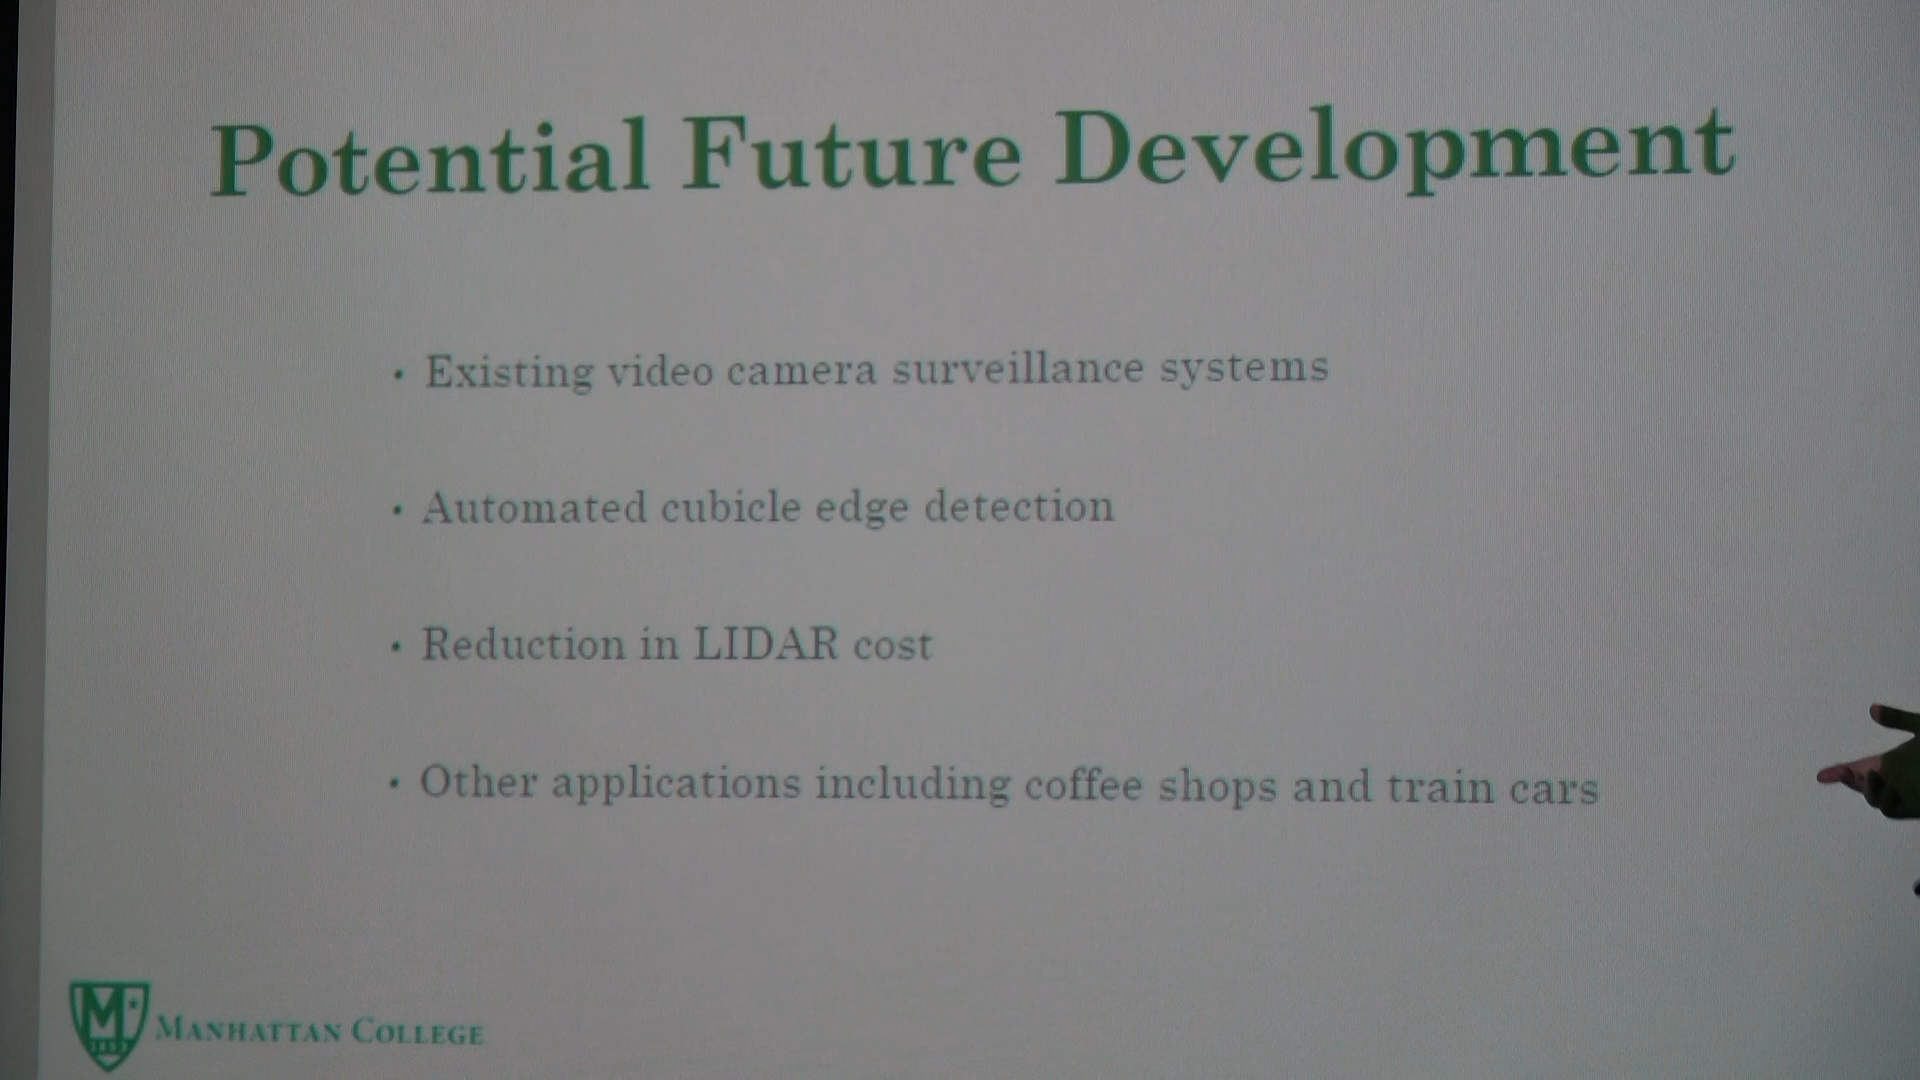 Potential Future Development
· Existing video camera surveillance systems
· Automated cubicle edge detection
· Reduction in LIDAR cost
· Other applications including coffee shops and train cars
M
1853
MANHATTAN COLLEGE